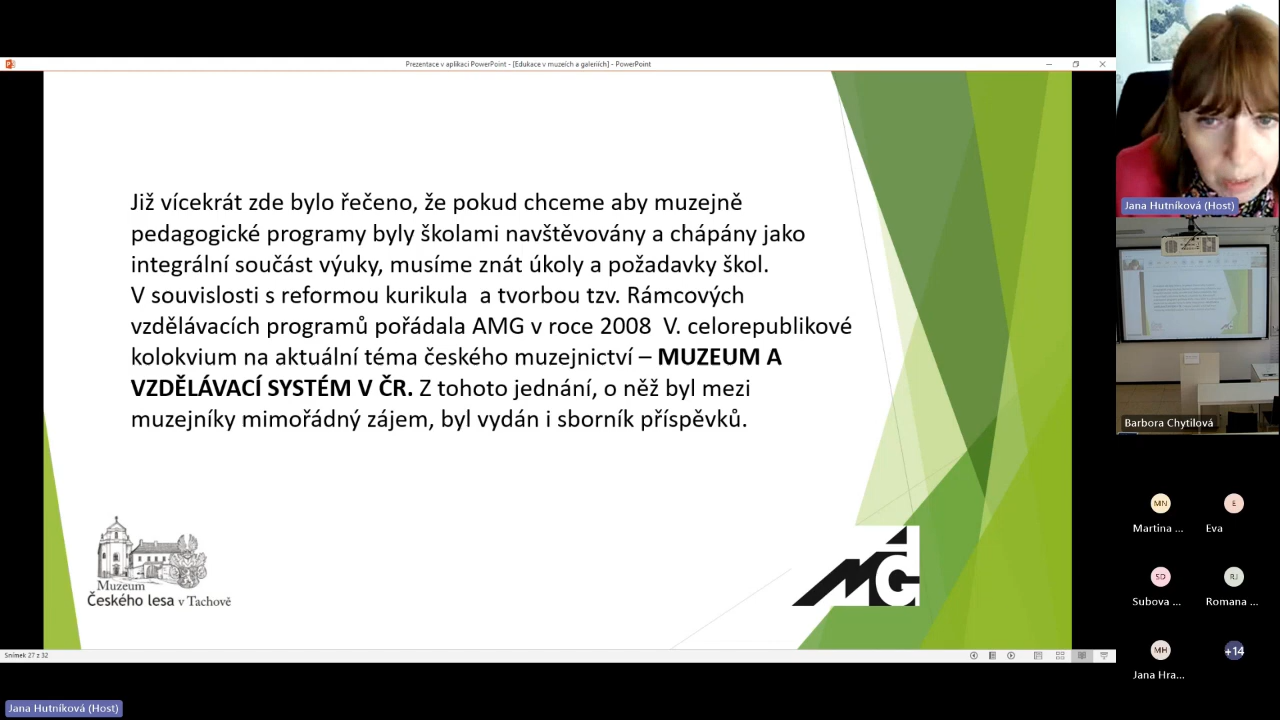 Prezentace v aplikaci PowerPoint - [Edukace v muzeích a galeriích] - PowerPoint
Již vícekrát zde bylo řečeno, že pokud chceme aby muzejně
pedagogické programy byly školami navštěvovány a chápány jako
integrální součást výuky, musíme znát úkoly a požadavky škol.
V souvislosti s reformou kurikula a tvorbou tzv. Rámcových
vzdělávacích programů pořádala AMG v roce 2008 V. celorepublikové
kolokvium na aktuální téma českého muzejnictví – MUZEUM A
VZDĚLÁVACÍ SYSTÉM V ČR. Z tohoto jednání, o něž byl mezi
muzejníky mimořádný zájem, byl vydán i sborník příspěvků.
Muzeum
Českého lesa v Tachově
Snímek 27 z 32
Jana Hutníková (Host)
Jana Hutníková (Host)
Barbora Chytilová
MN
E
Martina ...
Eva
SD
RJ
Subova ...
Romana ...
MH
+14
Jana Hra...